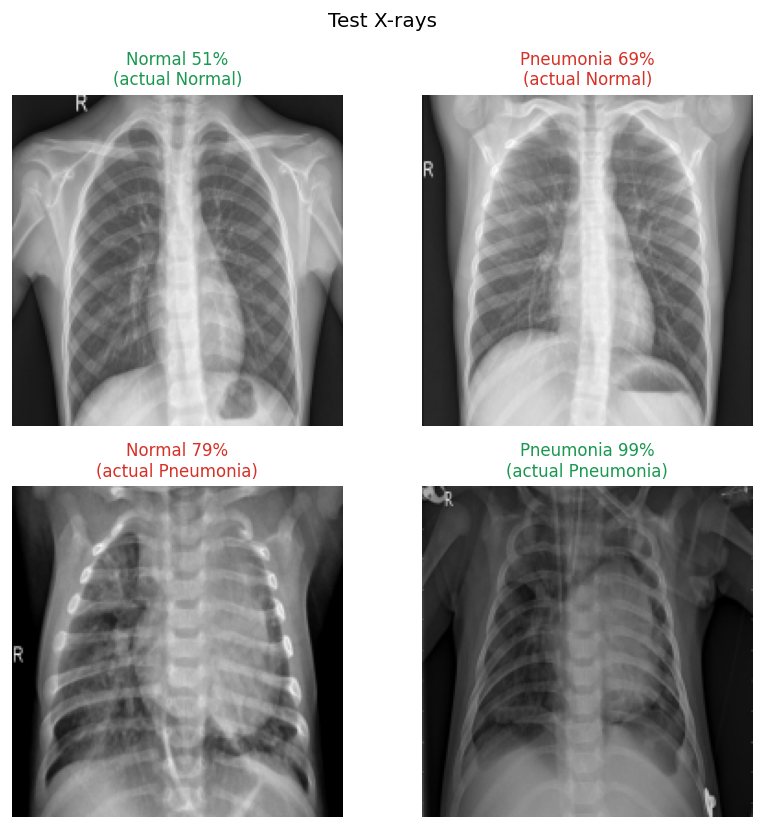 Test X-rays
Normal 51%
(actual Normal)
Pneumonia 69%
(actual Normal)
R
R
Normal 79%
(actual Pneumonia)
Pneumonia 99%
(actual Pneumonia)
R
R